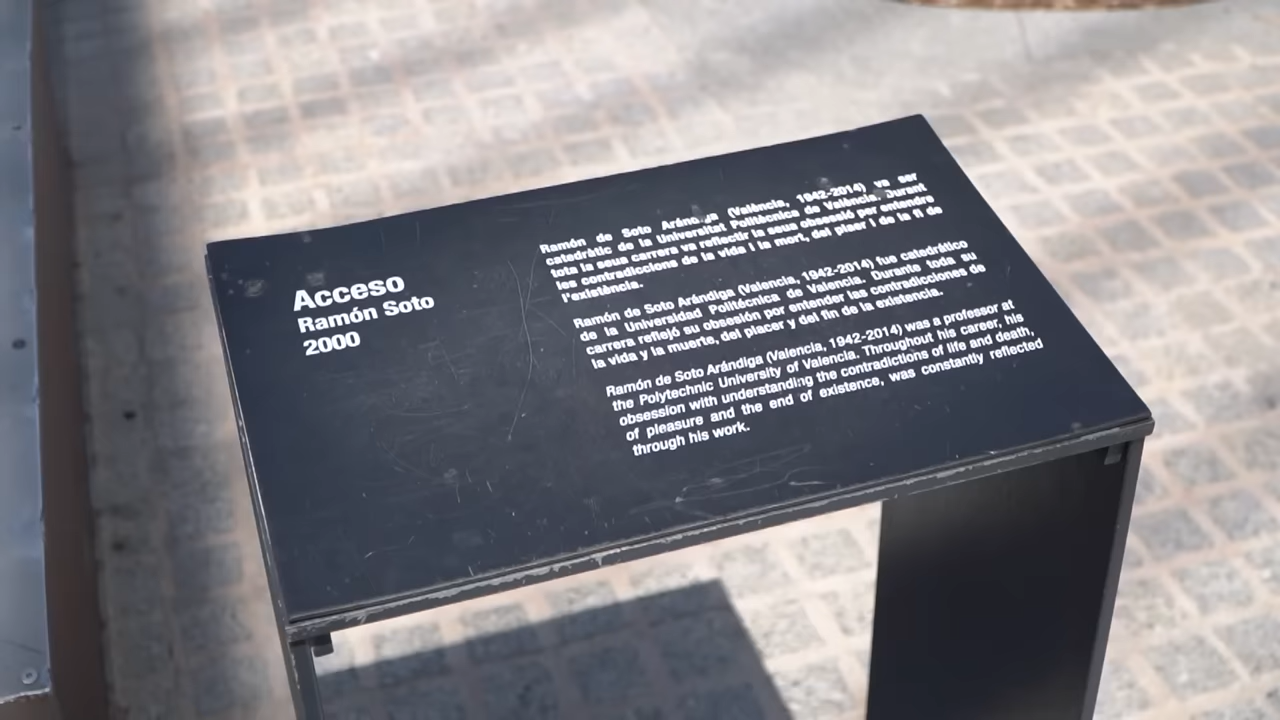 Acceso
Ramón Soto
2000
Ramón de Soto Arándiga (València, 1942-2014) va ser
catedràtic de la Universitat Politècnica de València. Durant
tota la seua carrera va reflectir la seua obsessió per entendre
les contradiccions de la vida i la mort, del plaer i de la fi de
l'existència.
Ramón de Soto Arándiga (Valencia, 1942-2014) fue catedrático
de la Universidad Politécnica de Valencia. Durante toda su
carrera reflejó su obsesión por entender las contradicciones de
la vida y la muerte, del placer y del fin de la existencia.
Ramón de Soto Arándiga (Valencia, 1942-2014) was a professor at
the Polytechnic University of Valencia. Throughout his career, his
obsession with understanding the contradictions of life and death,
of pleasure and the end of existence, was constantly reflected
through his work.